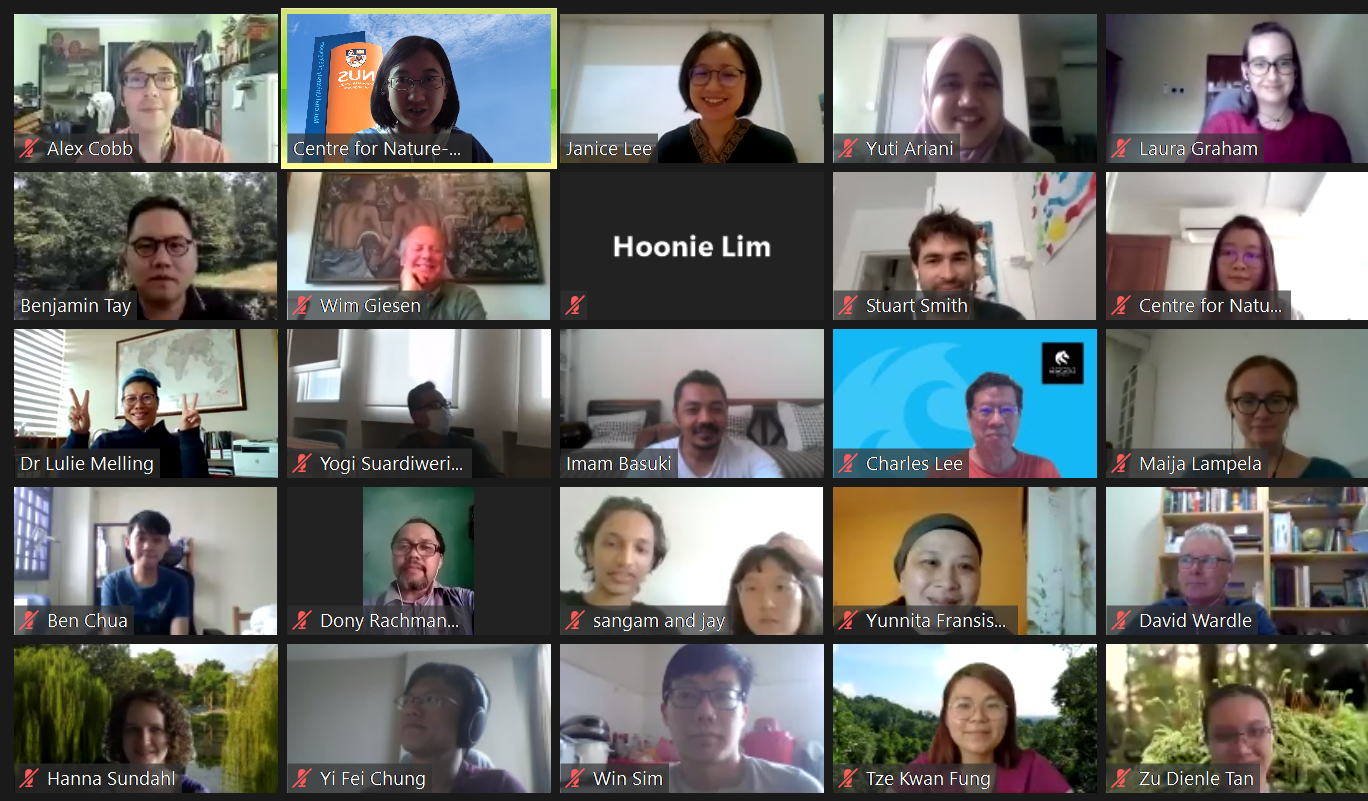 Alex Cobb
NUS
Centre for Nature-...
Janice Lee
Yuti Ariani
Laura Graham
Benjamin Tay
Wim Giesen
Hoonie Lim
Stuart Smith
Centre for Natu...
Dr Lulie Melling
Yogi Suardiweri...
Imam Basuki
Charles Lee
Maija Lampela
Ben Chua
Dony Rachman...
sangam and jay
Yunnita Fransis...
David Wardle
Hanna Sundahl
Yi Fei Chung
Win Sim
Tze Kwan Fung
Zu Dienle Tan